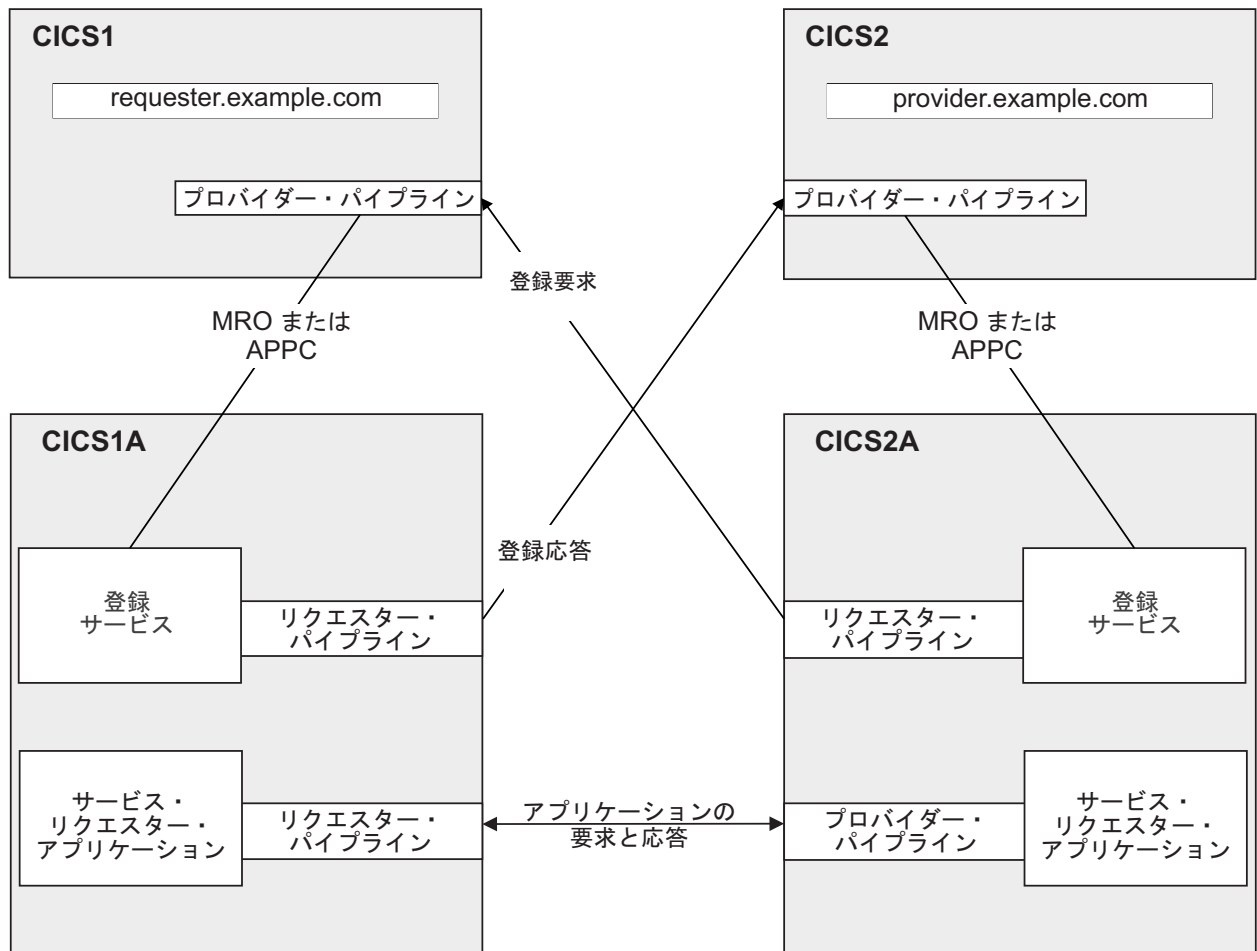 CICS1
CICS2
requester.example.com
provider.example.com
プロバイダー・パイプライン
プロバイダー・パイプライン
登録要求
MRO または
APPC
MRO または
APPC
CICS1A
CICS2A
登録応答
登録
サービス
リクエスター・
パイプライン
リクエスター・
パイプライン
登録
サービス
サービス・
リクエスター・
アプリケーション
リクエスター・
パイプライン
アプリケーションの
要求と応答
プロバイダー・
パイプライン
サービス・
リクエスター・
アプリケーション